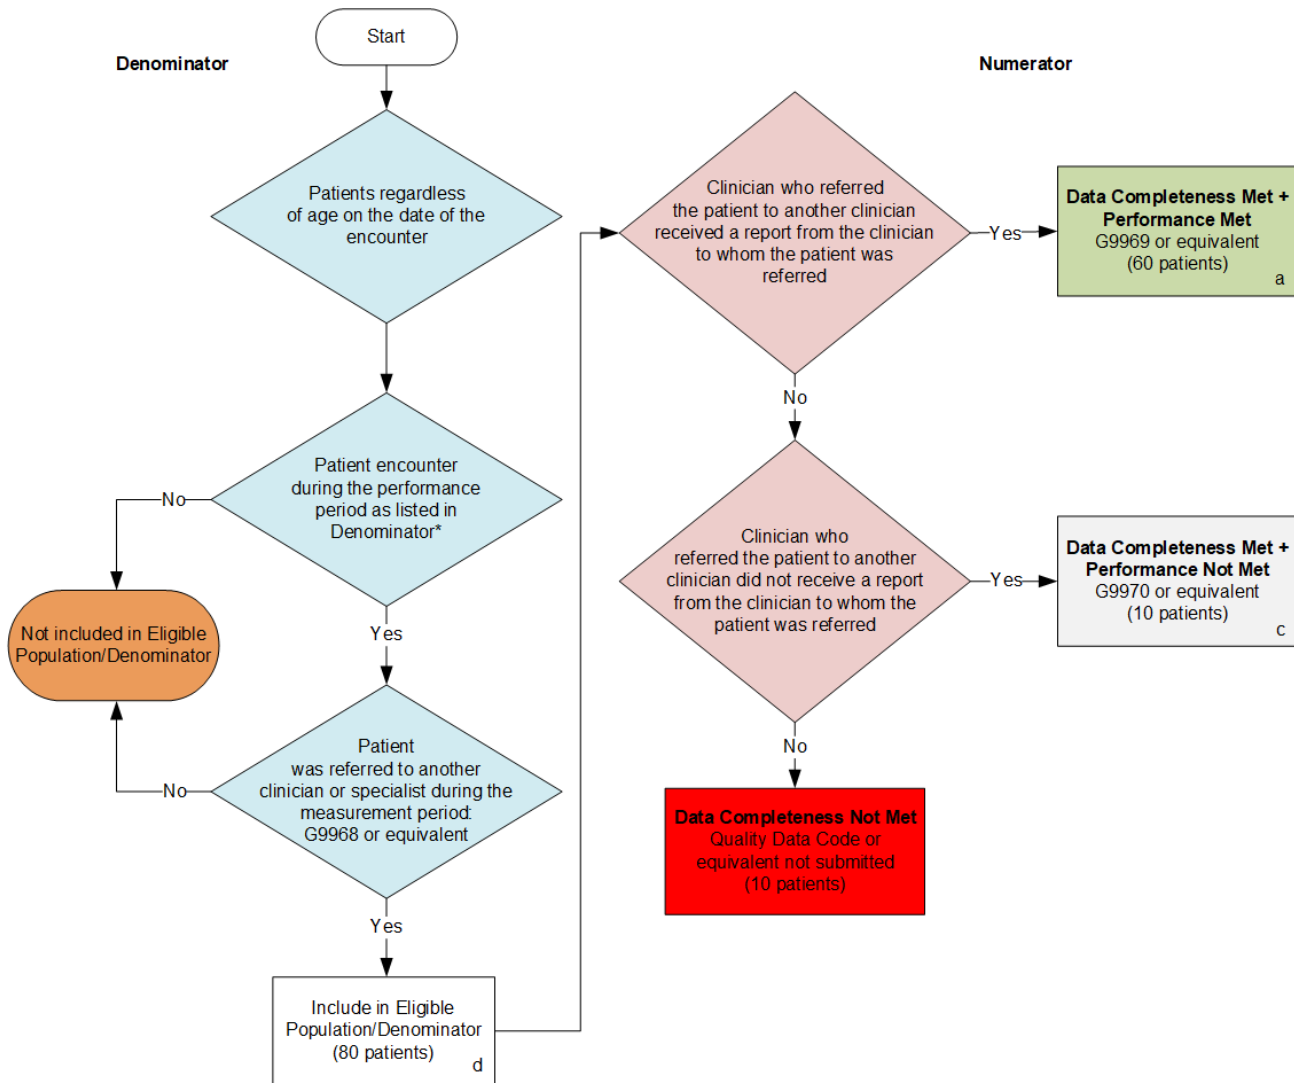 Start
Denominator
Numerator
Patients regardless
of age on the date of the
encounter
Patient encounter
during the performance
period as listed in
Denominator*
No
Not included in Eligible
Population/Denominator
Yes
Patient
was referred to another
clinician or specialist during the
measurement period:
G9968 or equivalent
No
Yes
Include in Eligible
Population/Denominator
(80 patients)
d
Clinician who referred
the patient to another clinician
received a report from the clinician
to whom the patient was
referred
Yes
Data Completeness Met +
Performance Met
G9969 or equivalent
(60 patients)
a
No
Clinician who
referred the patient to another
clinician did not receive a report
from the clinician to whom the
patient was referred
Yes
Data Completeness Met +
Performance Not Met
G9970 or equivalent
(10 patients)
c
No
Data Completeness Not Met
Quality Data Code or
equivalent not submitted
(10 patients)